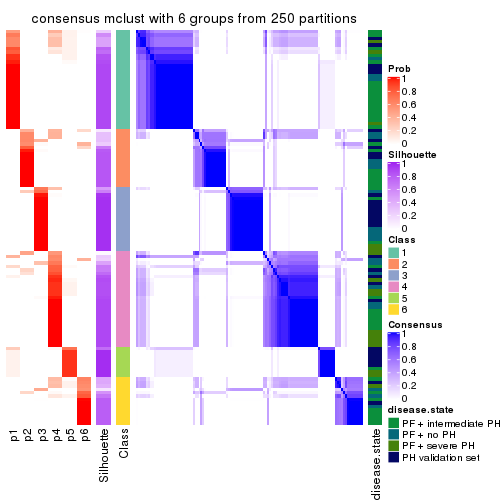 consensus mclust with 6 groups from 250 partitions
Prob
1
0.8
0.6
0.4
0.2
0
Silhouette
1
0.8
0.6
0.4
0.2
0
Class
1
2
3
4
5
6
Consensus
1
0.8
0.6
0.4
0.2
0
disease.state
PF + intermediate PH
PF + no PH
PF + severe PH
PH validation set
p1
p2
p3
p4
p5
p6
Silhouette
Class
disease.state